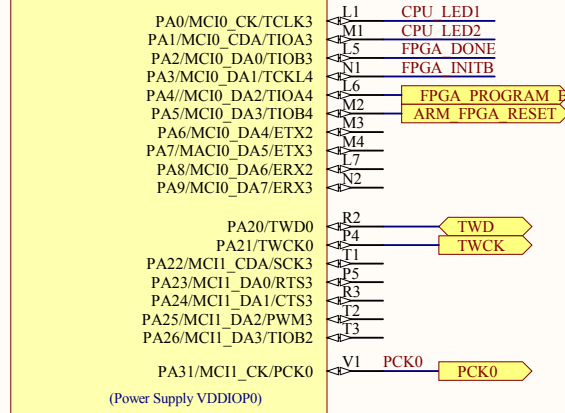 PA0/MCI0_CK/TCLK3 L1 CPU_LED1
PA1/MCI0_CDA/TIOA3 M1 CPU_LED2
PA2/MCI0_DA0/TIOB3 L5 FPGA_DONE
PA3/MCI0_DA1/TCKL4 N1 FPGA_INITB
PA4//MCI0_DA2/TIOA4 L6 FPGA_PROGRAM_B
PA5/MCI0_DA3/TIOB4 M2 ARM_FPGA_RESET
PA6/MCI0_DA4/ETX2 M3
PA7/MACI0_DA5/ETX3 M4
PA8/MCI0_DA6/ERX2 L7
PA9/MCI0_DA7/ERX3 N2
PA20/TWD0 R2 TWD
PA21/TWCK0 P4 TWCK
PA22/MCI1_CDA/SCK3 T1
PA23/MCI1_DA0/RTS3 P5
PA24/MCI1_DA1/CTS3 R3
PA25/MCI1_DA2/PWM3 T2
PA26/MCI1_DA3/TIOB2 T3
PA31/MCI1_CK/PCK0 V1 PCK0 PCK0
(Power Supply VDDIOP0)